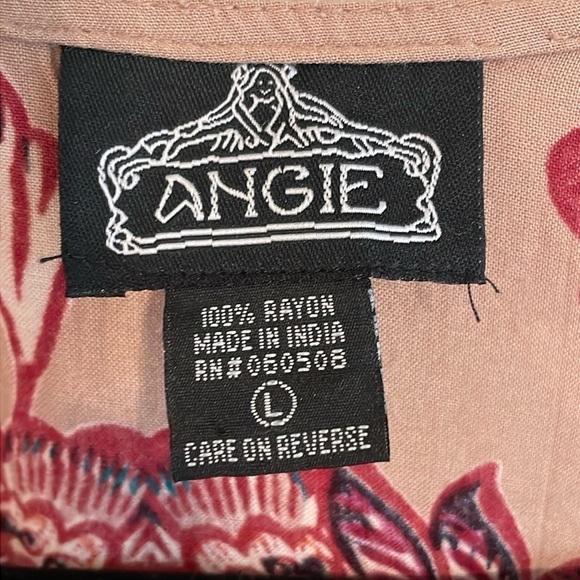 ANGIE
100% RAYON
MADE IN INDIA
RN#060508
L
CARE ON REVERSE